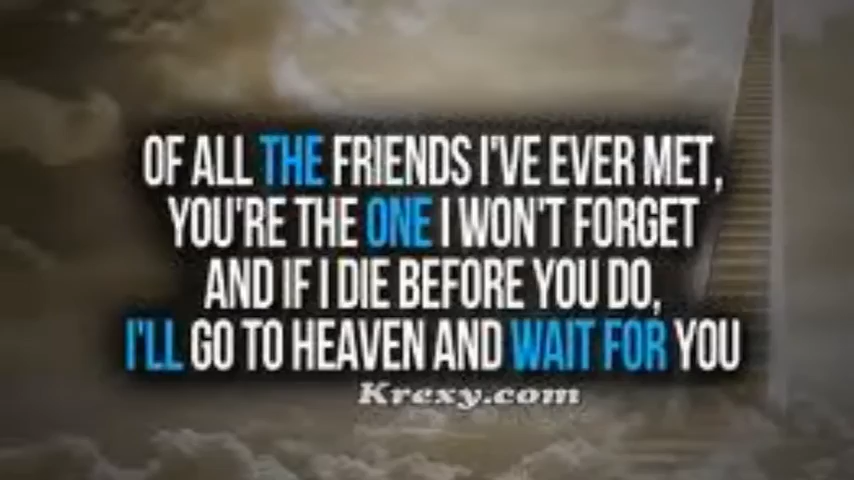 OF ALL THE FRIENDS I'VE EVER MET,
YOU'RE THE ONE I WON'T FORGET
AND IF I DIE BEFORE YOU DO,
I'LL GO TO HEAVEN AND WAIT FOR YOU
Krexy.com